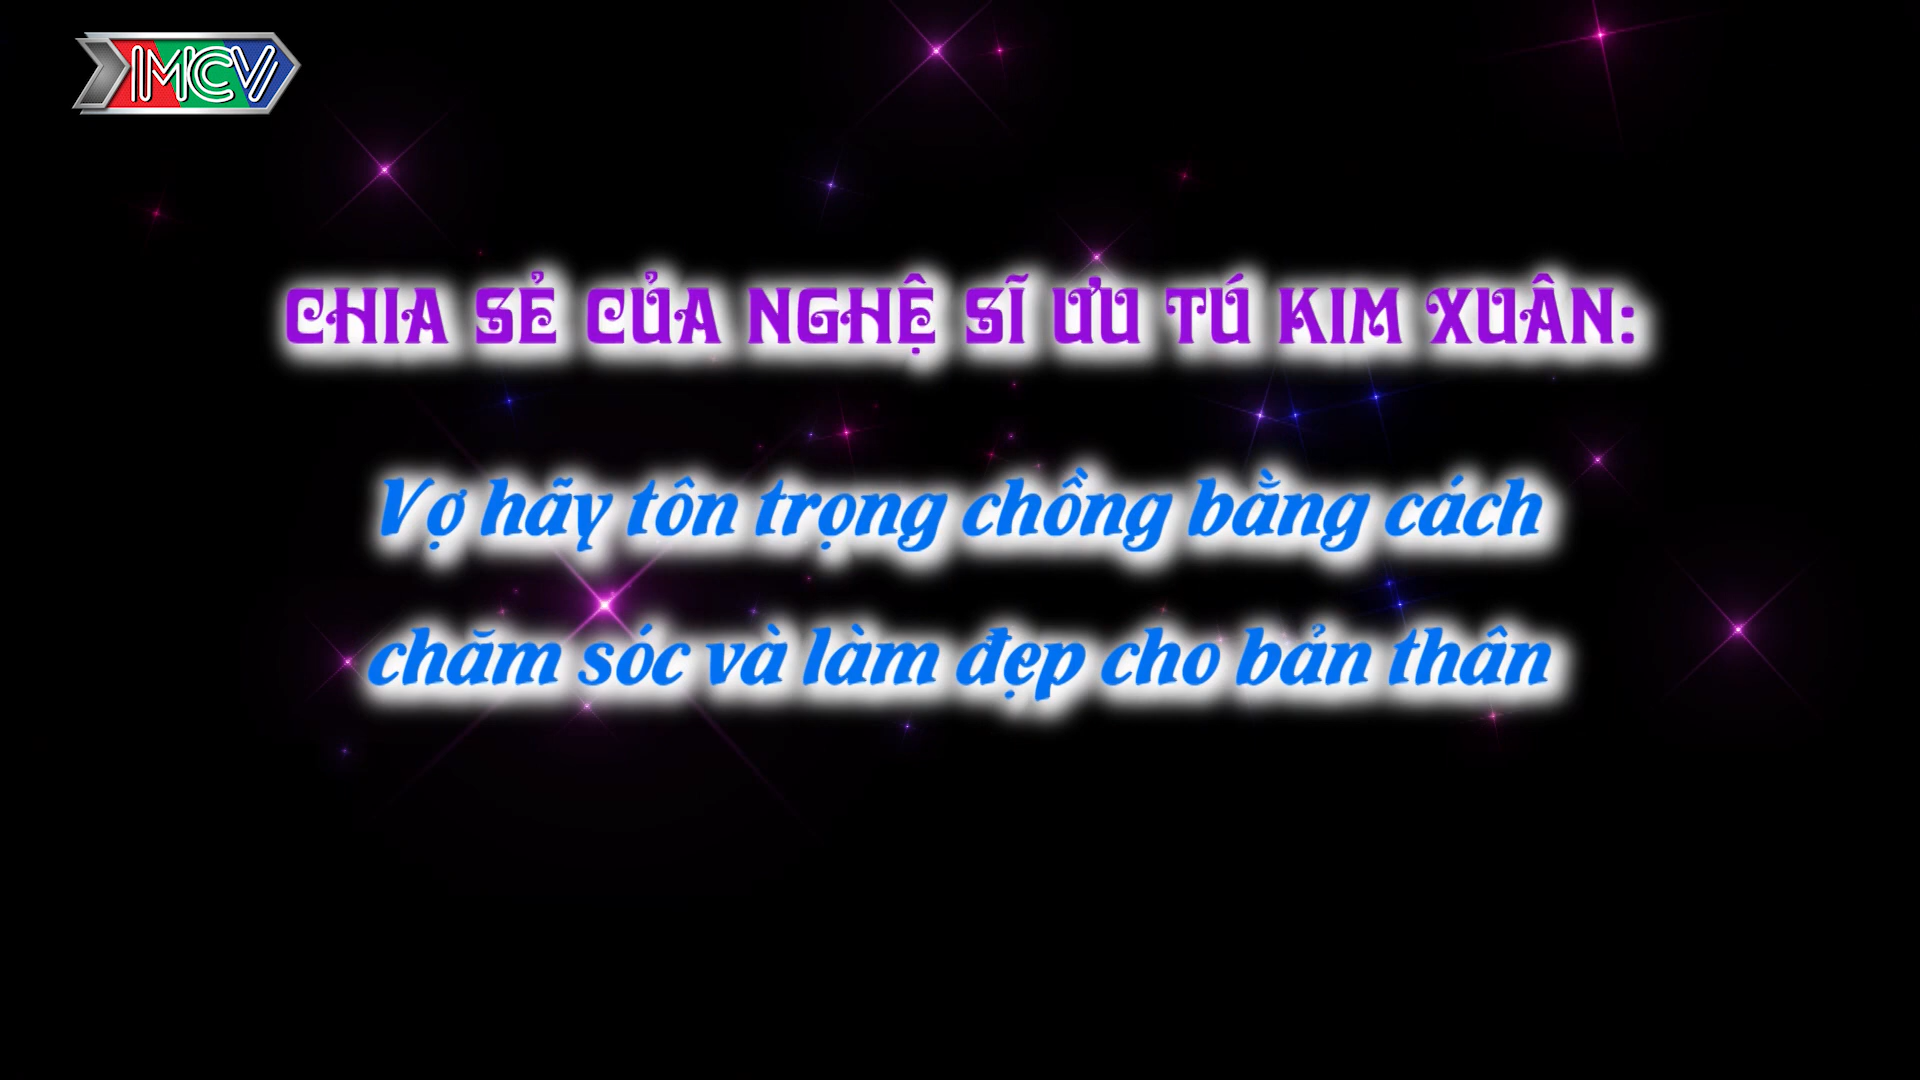 MCV
CHIA SẺ CỦA NGHỆ SĨ ƯU TÚ KIM XUÂN:
Vợ hãy tôn trọng chồng bằng cách
chăm sóc và làm đẹp cho bản thân